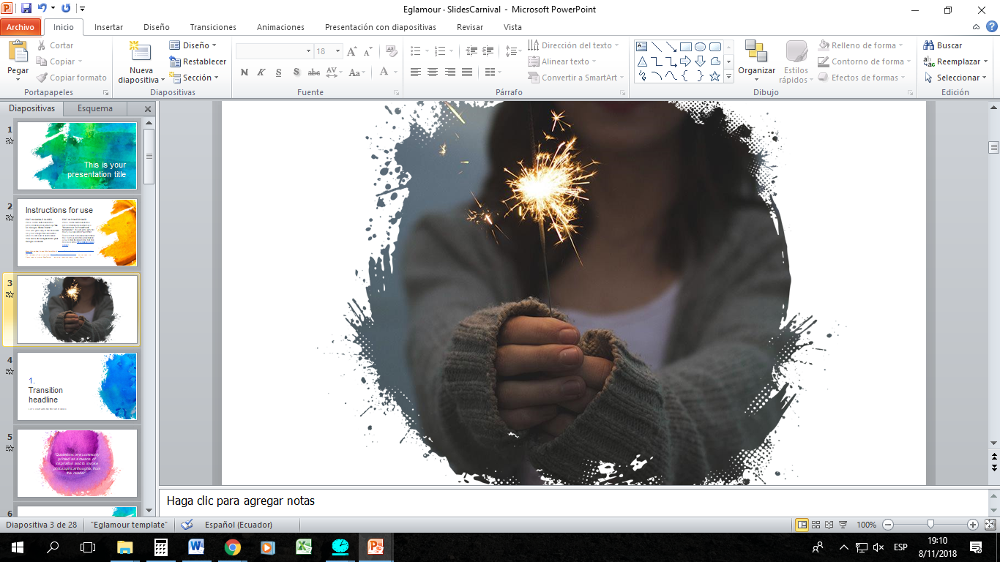 Eglamour · SlidesCarnival - Microsoft PowerPoint
Archivo Inicio Insertar Diseño Transiciones Animaciones Presentación con diapositivas Revisar Vista
Pegar
Cortar
Copiar
Copiar formato
Portapapeles
Nueva
diapositiva
Diseño
Restablecer
Sección
Diapositivas
18
N K S S abc AV Aa A
Fuente
Dirección del texto
Alinear texto
Convertir a SmartArt
Párrafo
Organizar
Estilos
rápidos
Relleno de forma
Contorno de forma
Efectos de formas
Dibujo
Buscar
Reemplazar
Seleccionar
Edición
Diapositivas Esquema
1
This is your
presentation title
2
Instructions for use
3
4
1.
Transition
headline
5
"Quotations are commonly
printed as a means of
inspiration and to invoke
philosophical thoughts from
the reader"
6
Haga clic para agregar notas
Diapositiva 3 de 28 "Eglamour template" Español (Ecuador) 100%
ESP
19:10
8/11/2018